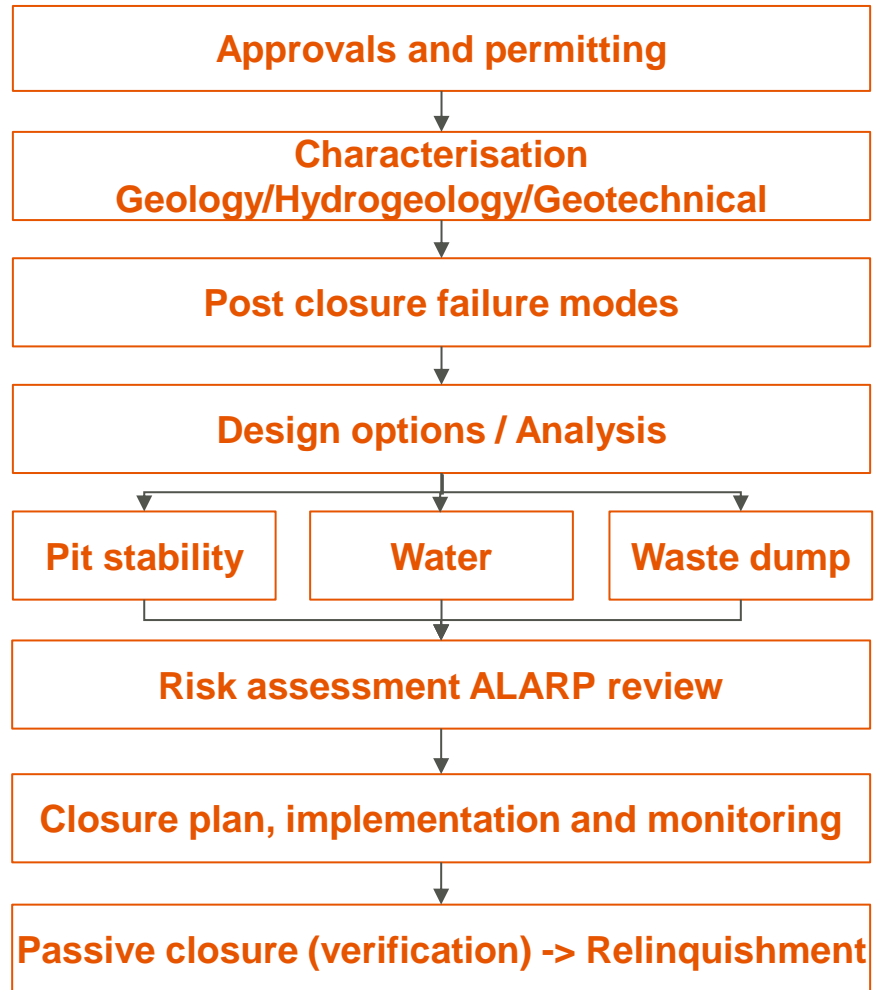 Approvals and permitting
Characterisation
Geology/Hydrogeology/Geotechnical
Post closure failure modes
Design options / Analysis
Pit stability
Water
Waste dump
Risk assessment ALARP review
Closure plan, implementation and monitoring
Passive closure (verification) -> Relinquishment